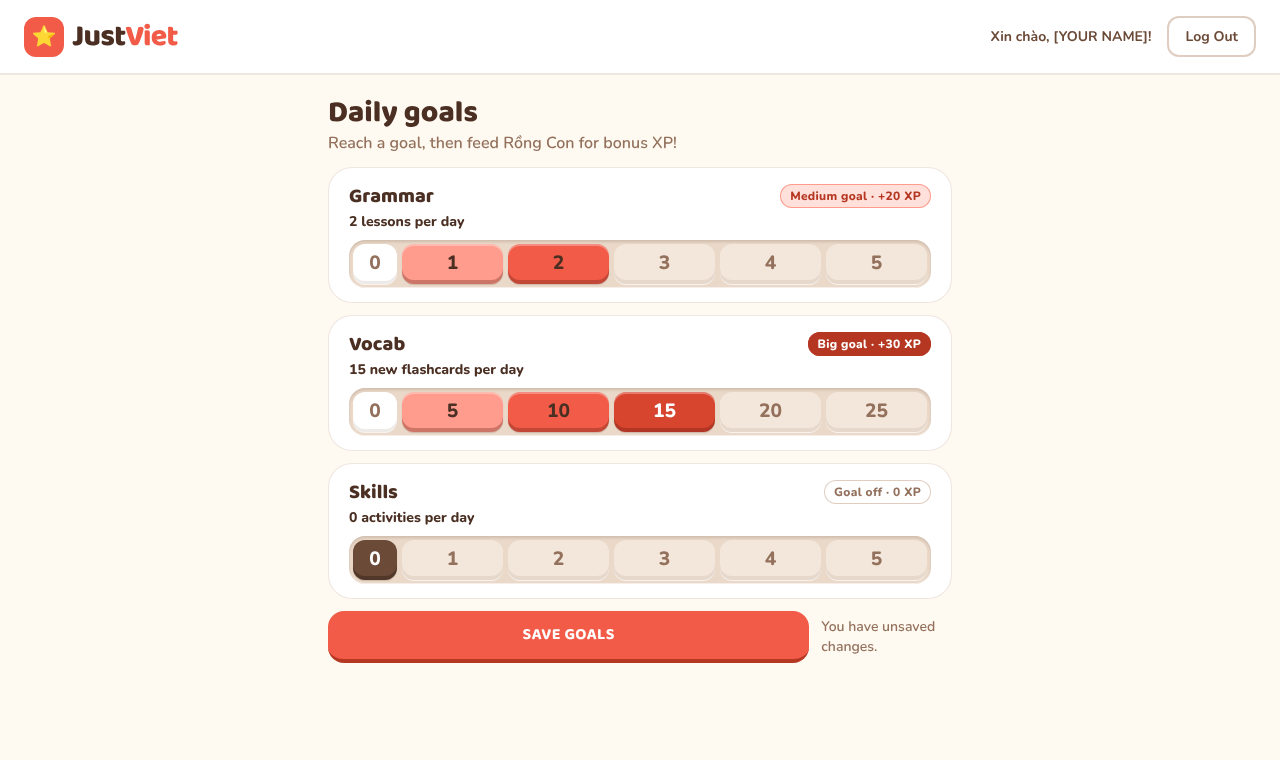 JustViet
Xin chào, [YOUR NAME]!
Log Out
Daily goals
Reach a goal, then feed Rồng Con for bonus XP!
Grammar
Medium goal · +20 XP
2 lessons per day
0 1 2 3 4 5
Vocab
Big goal · +30 XP
15 new flashcards per day
0 5 10 15 20 25
Skills
Goal off · 0 XP
0 activities per day
0 1 2 3 4 5
SAVE GOALS
You have unsaved
changes.